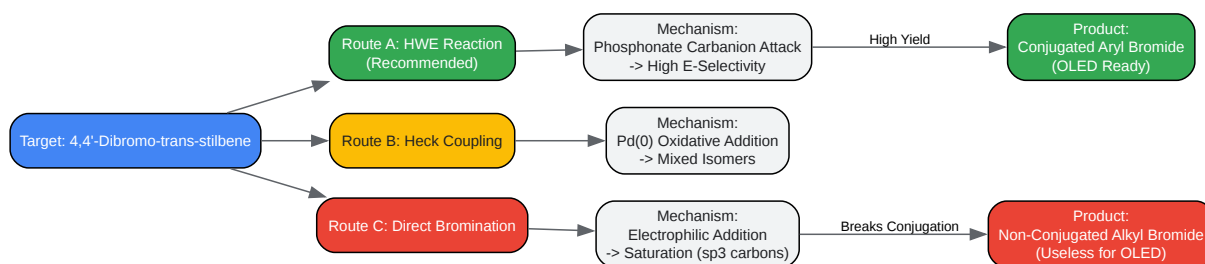 Target: 4,4'-Dibromo-trans-stilbene
Route A: HWE Reaction
(Recommended)
Mechanism:
Phosphonate Carbanion Attack
-> High E-Selectivity
High Yield
Product:
Conjugated Aryl Bromide
(OLED Ready)
Route B: Heck Coupling
Mechanism:
Pd(0) Oxidative Addition
-> Mixed Isomers
Route C: Direct Bromination
Mechanism:
Electrophilic Addition
-> Saturation (sp3 carbons)
Breaks Conjugation
Product:
Non-Conjugated Alkyl Bromide
(Useless for OLED)